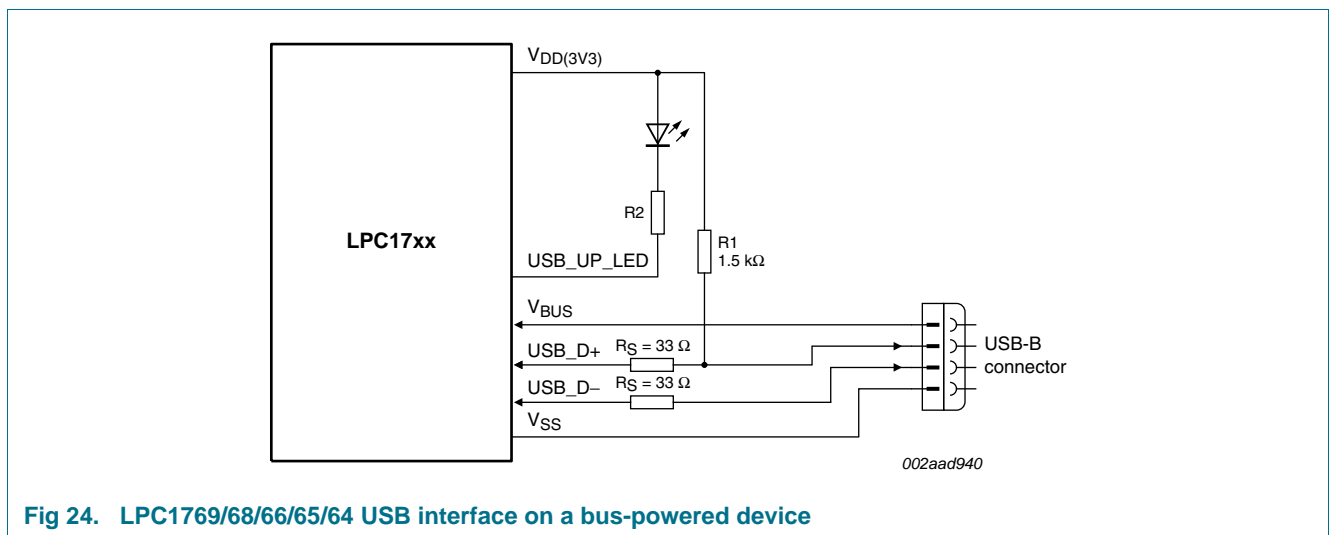 VDD(3V3)
R2
R1
1.5 kΩ
LPC17xx
USB_UP_LED
VBUS
USB_D+
RS = 33 Ω
USB_D−
RS = 33 Ω
VSS
USB-B
connector
002aad940
Fig 24. LPC1769/68/66/65/64 USB interface on a bus-powered device